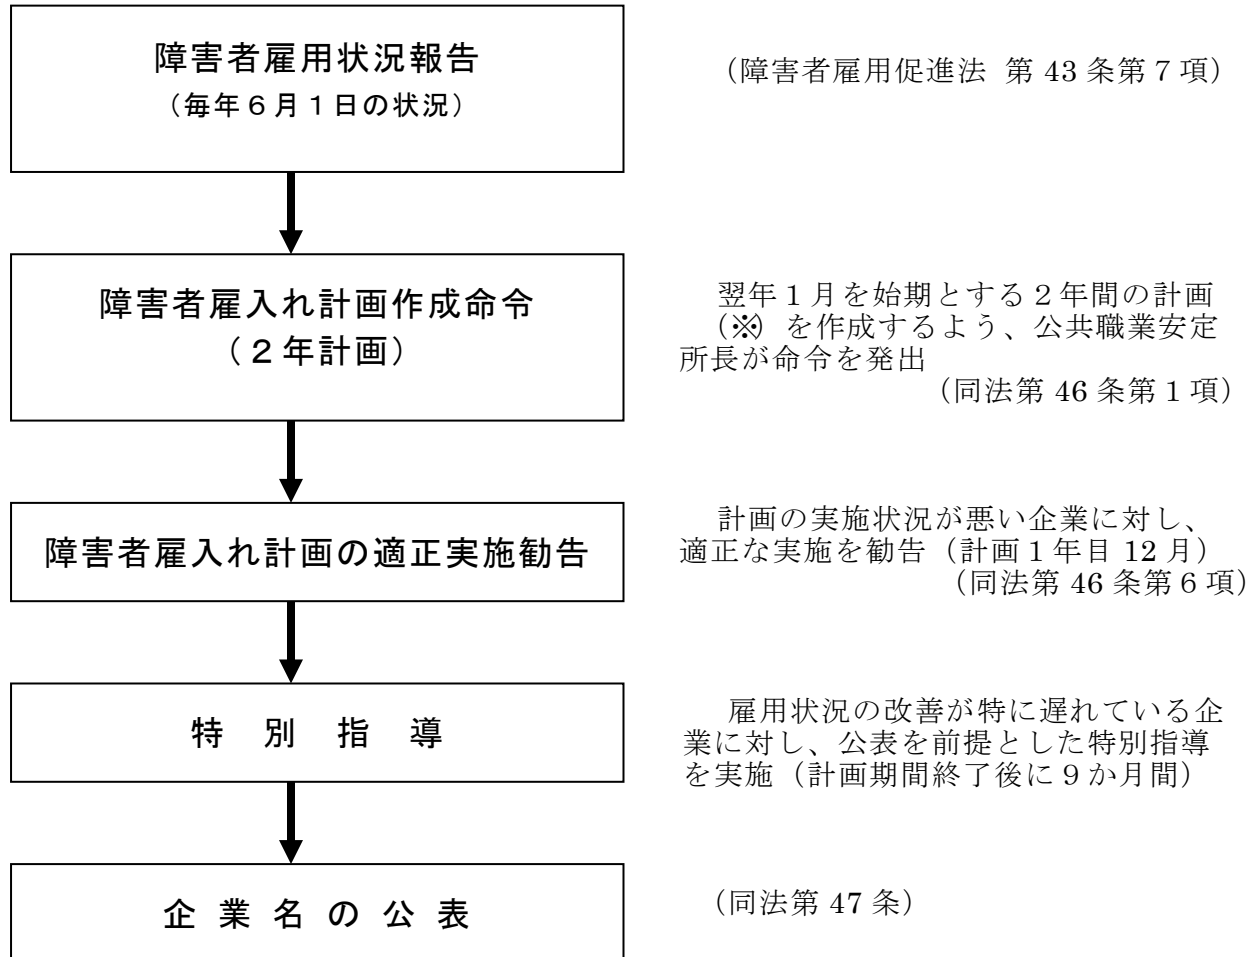 障害者雇用状況報告
（毎年６月１日の状況）
（障害者雇用促進法 第 43 条第７項）
障害者雇入れ計画作成命令
（２年計画）
翌年１月を始期とする２年間の計画
（※）を作成するよう、公共職業安定
所長が命令を発出
（同法第 46 条第１項）
障害者雇入れ計画の適正実施勧告
計画の実施状況が悪い企業に対し、
適正な実施を勧告（計画１年目 12 月）
（同法第 46 条第６項）
特 別 指 導
雇用状況の改善が特に遅れている企
業に対し、公表を前提とした特別指導
を実施（計画期間終了後に９か月間）
企 業 名 の 公 表
（同法第 47 条）